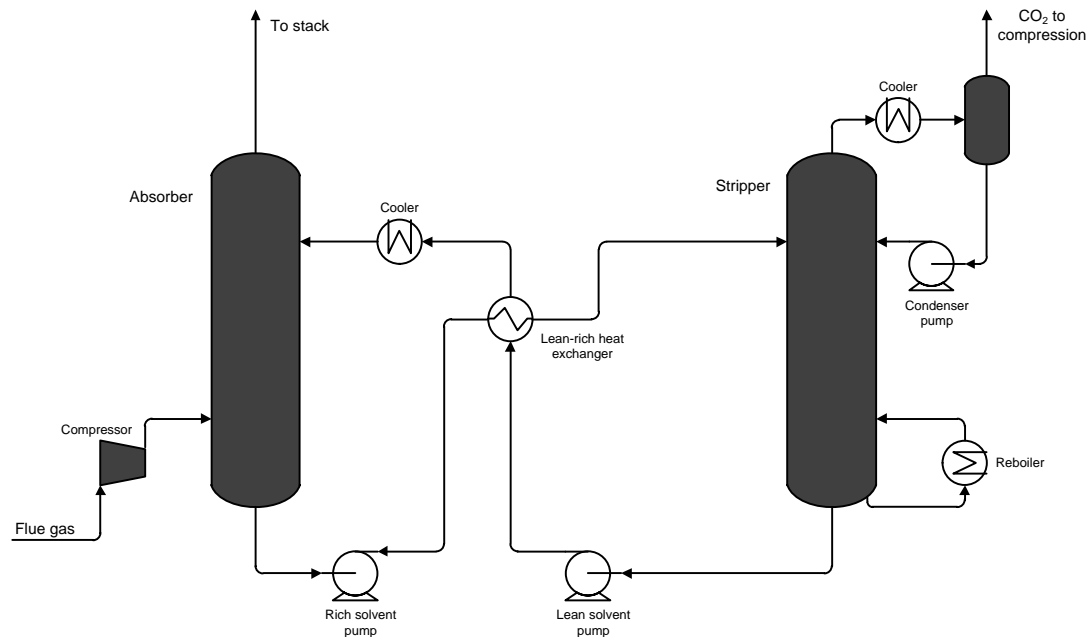 To stack
CO₂ to
compression
Cooler
Absorber
Stripper
Cooler
Condenser
pump
Lean-rich heat
exchanger
Compressor
Reboiler
Flue gas
Rich solvent
pump
Lean solvent
pump